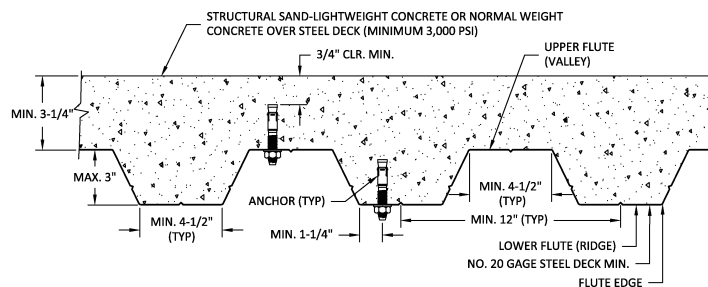 STRUCTURAL SAND-LIGHTWEIGHT CONCRETE OR NORMAL WEIGHT
CONCRETE OVER STEEL DECK (MINIMUM 3,000 PSI)
3/4" CLR. MIN.
UPPER FLUTE
(VALLEY)
MIN. 3-1/4"
MAX. 3"
ANCHOR (TYP)
MIN. 4-1/2"
(TYP)
MIN. 4-1/2"
(TYP)
MIN. 12" (TYP)
MIN. 1-1/4"
LOWER FLUTE (RIDGE)
NO. 20 GAGE STEEL DECK MIN.
FLUTE EDGE